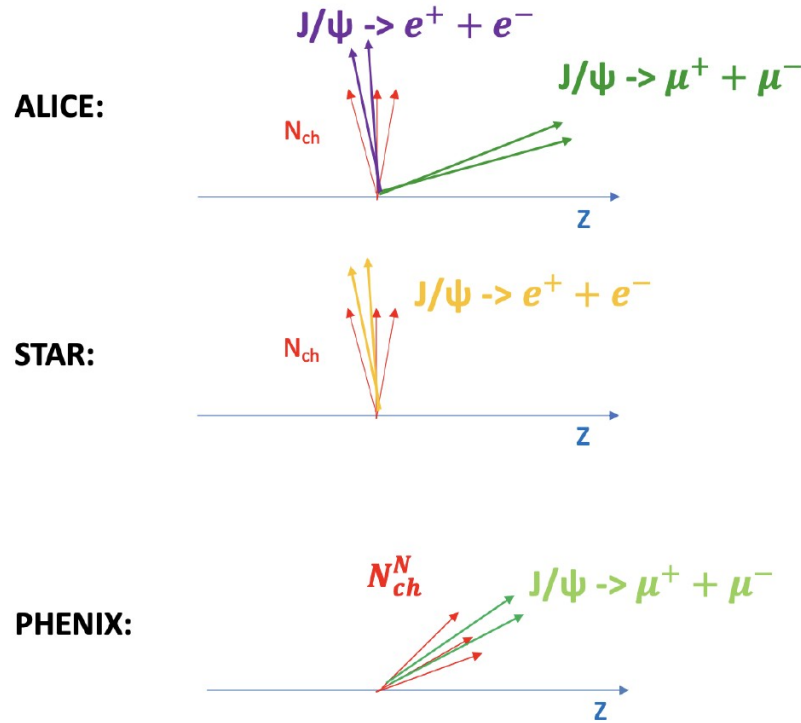 J/ψ -> e⁺ + e⁻
J/ψ -> μ⁺ + μ⁻
ALICE:
N_ch
Z
J/ψ -> e⁺ + e⁻
STAR:
N_ch
Z
N_ch^N
J/ψ -> μ⁺ + μ⁻
PHENIX:
Z